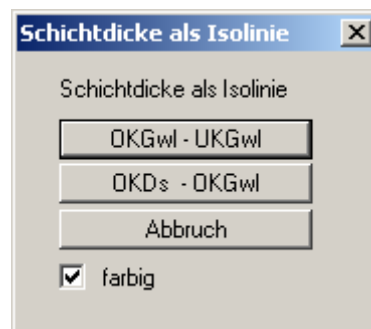 Schichtdicke als Isolinie
Schichtdicke als Isolinie
OKGwl - UKGwl
OKDs - OKGwl
Abbruch
farbig